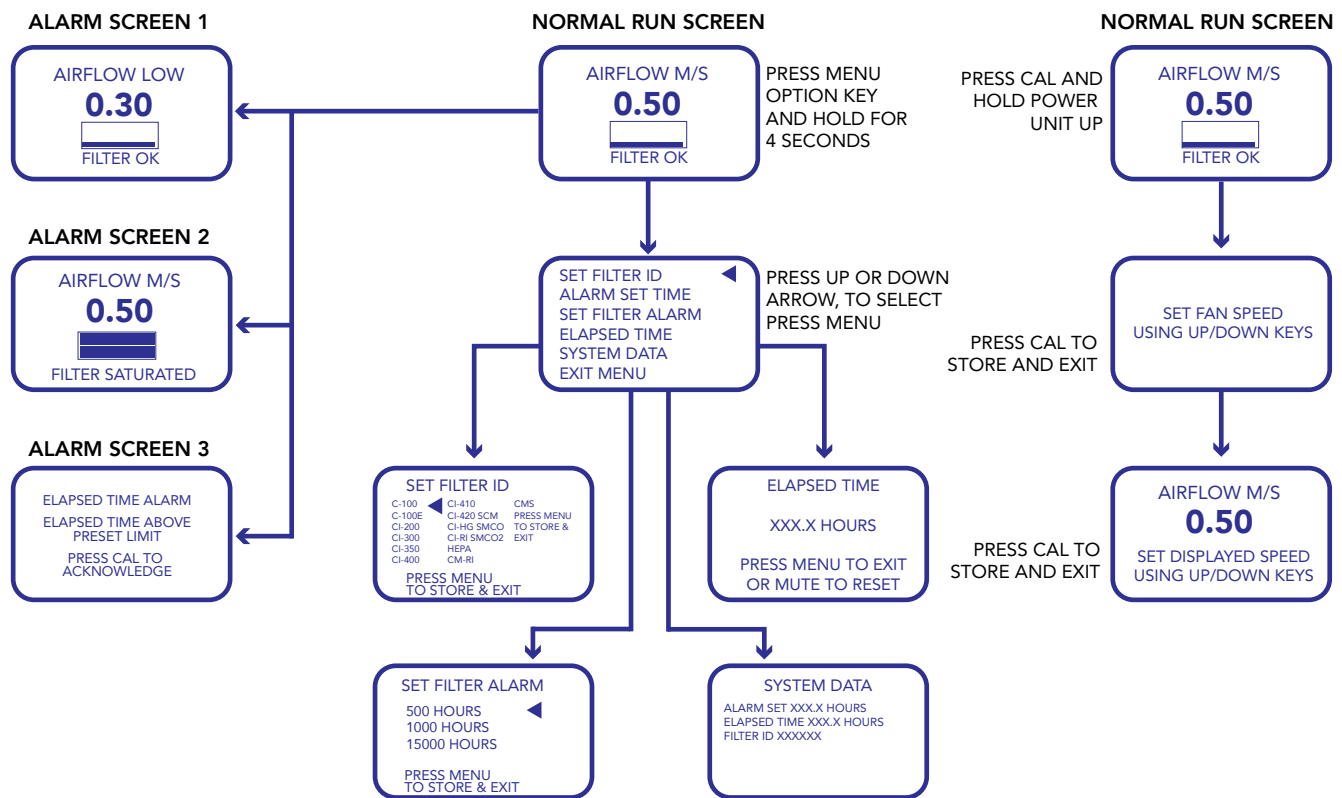 ALARM SCREEN 1
AIRFLOW LOW
0.30
FILTER OK
ALARM SCREEN 2
AIRFLOW M/S
0.50
FILTER SATURATED
ALARM SCREEN 3
ELAPSED TIME ALARM
ELAPSED TIME ABOVE
PRESET LIMIT
PRESS CAL TO
ACKNOWLEDGE
NORMAL RUN SCREEN
AIRFLOW M/S
0.50
FILTER OK
PRESS MENU
OPTION KEY
AND HOLD FOR
4 SECONDS
SET FILTER ID
ALARM SET TIME
SET FILTER ALARM
ELAPSED TIME
SYSTEM DATA
EXIT MENU
PRESS UP OR DOWN
ARROW, TO SELECT
PRESS MENU
SET FILTER ID
C-100 CI-410 CMS
C-100E CI-420 SCM PRESS MENU
CI-200 CI-HG SMCO TO STORE &
CI-300 CI-RI SMCO2 EXIT
CI-350 HEPA
CI-400 CM-RI
PRESS MENU
TO STORE & EXIT
ELAPSED TIME
XXX.X HOURS
PRESS MENU TO EXIT
OR MUTE TO RESET
SET FILTER ALARM
500 HOURS
1000 HOURS
15000 HOURS
PRESS MENU
TO STORE & EXIT
SYSTEM DATA
ALARM SET XXX.X HOURS
ELAPSED TIME XXX.X HOURS
FILTER ID XXXXXX
NORMAL RUN SCREEN
PRESS CAL AND
HOLD POWER
UNIT UP
AIRFLOW M/S
0.50
FILTER OK
PRESS CAL TO
STORE AND EXIT
SET FAN SPEED
USING UP/DOWN KEYS
PRESS CAL TO
STORE AND EXIT
AIRFLOW M/S
0.50
SET DISPLAYED SPEED
USING UP/DOWN KEYS